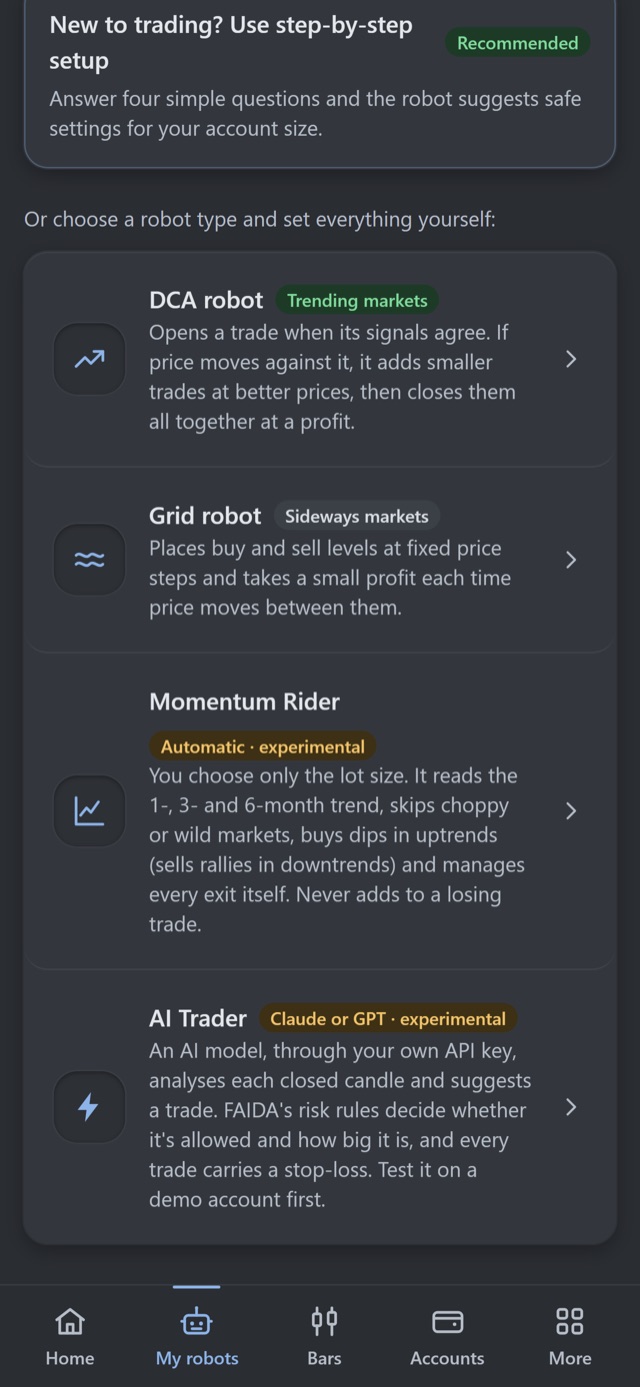 New to trading? Use step-by-step
setup
Recommended
Answer four simple questions and the robot suggests safe
settings for your account size.
Or choose a robot type and set everything yourself:
DCA robot Trending markets
Opens a trade when its signals agree. If
price moves against it, it adds smaller
trades at better prices, then closes them
all together at a profit.
Grid robot Sideways markets
Places buy and sell levels at fixed price
steps and takes a small profit each time
price moves between them.
Momentum Rider
Automatic · experimental
You choose only the lot size. It reads the
1-, 3- and 6-month trend, skips choppy
or wild markets, buys dips in uptrends
(sells rallies in downtrends) and manages
every exit itself. Never adds to a losing
trade.
AI Trader Claude or GPT · experimental
An AI model, through your own API key,
analyses each closed candle and suggests
a trade. FAIDA's risk rules decide whether
it's allowed and how big it is, and every
trade carries a stop-loss. Test it on a
demo account first.
Home My robots Bars Accounts More